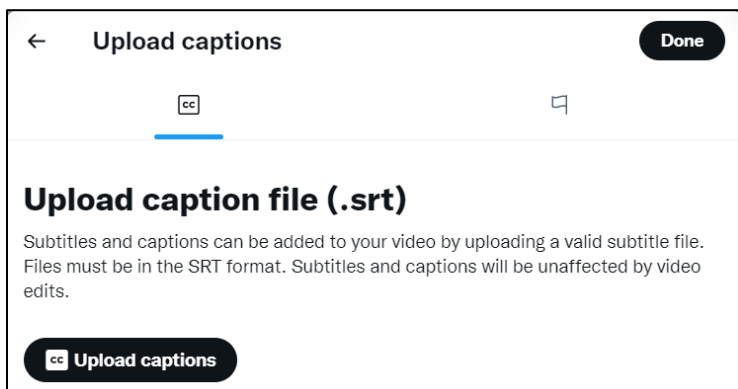 Upload captions
Done
CC
Upload caption file (.srt)
Subtitles and captions can be added to your video by uploading a valid subtitle file.
Files must be in the SRT format. Subtitles and captions will be unaffected by video
edits.
CC Upload captions